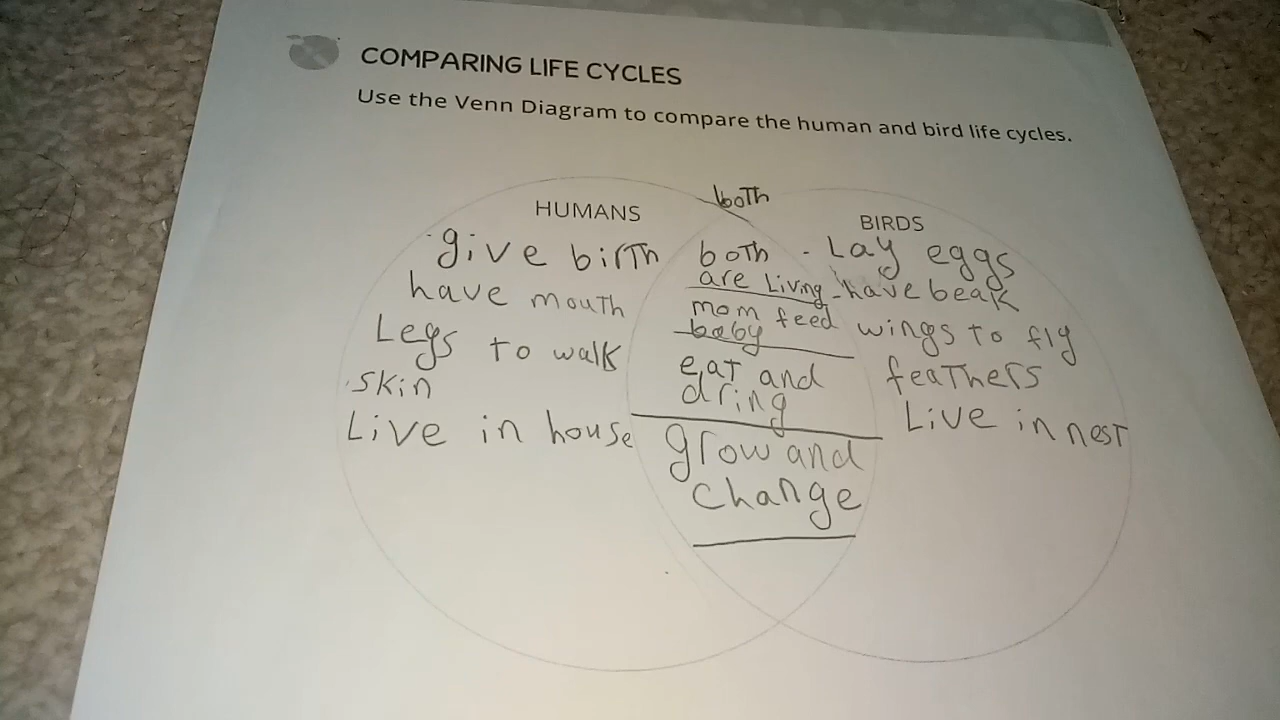 COMPARING LIFE CYCLES
Use the Venn Diagram to compare the human and bird life cycles.
HUMANS
give birth
have mouth
Legs to walk
skin
Live in house
both
both
are Living
mom feed
baby
eat and
dring
grow and
change
BIRDS
- Lay eggs
- have beak
wings to fly
feathers
Live in nest